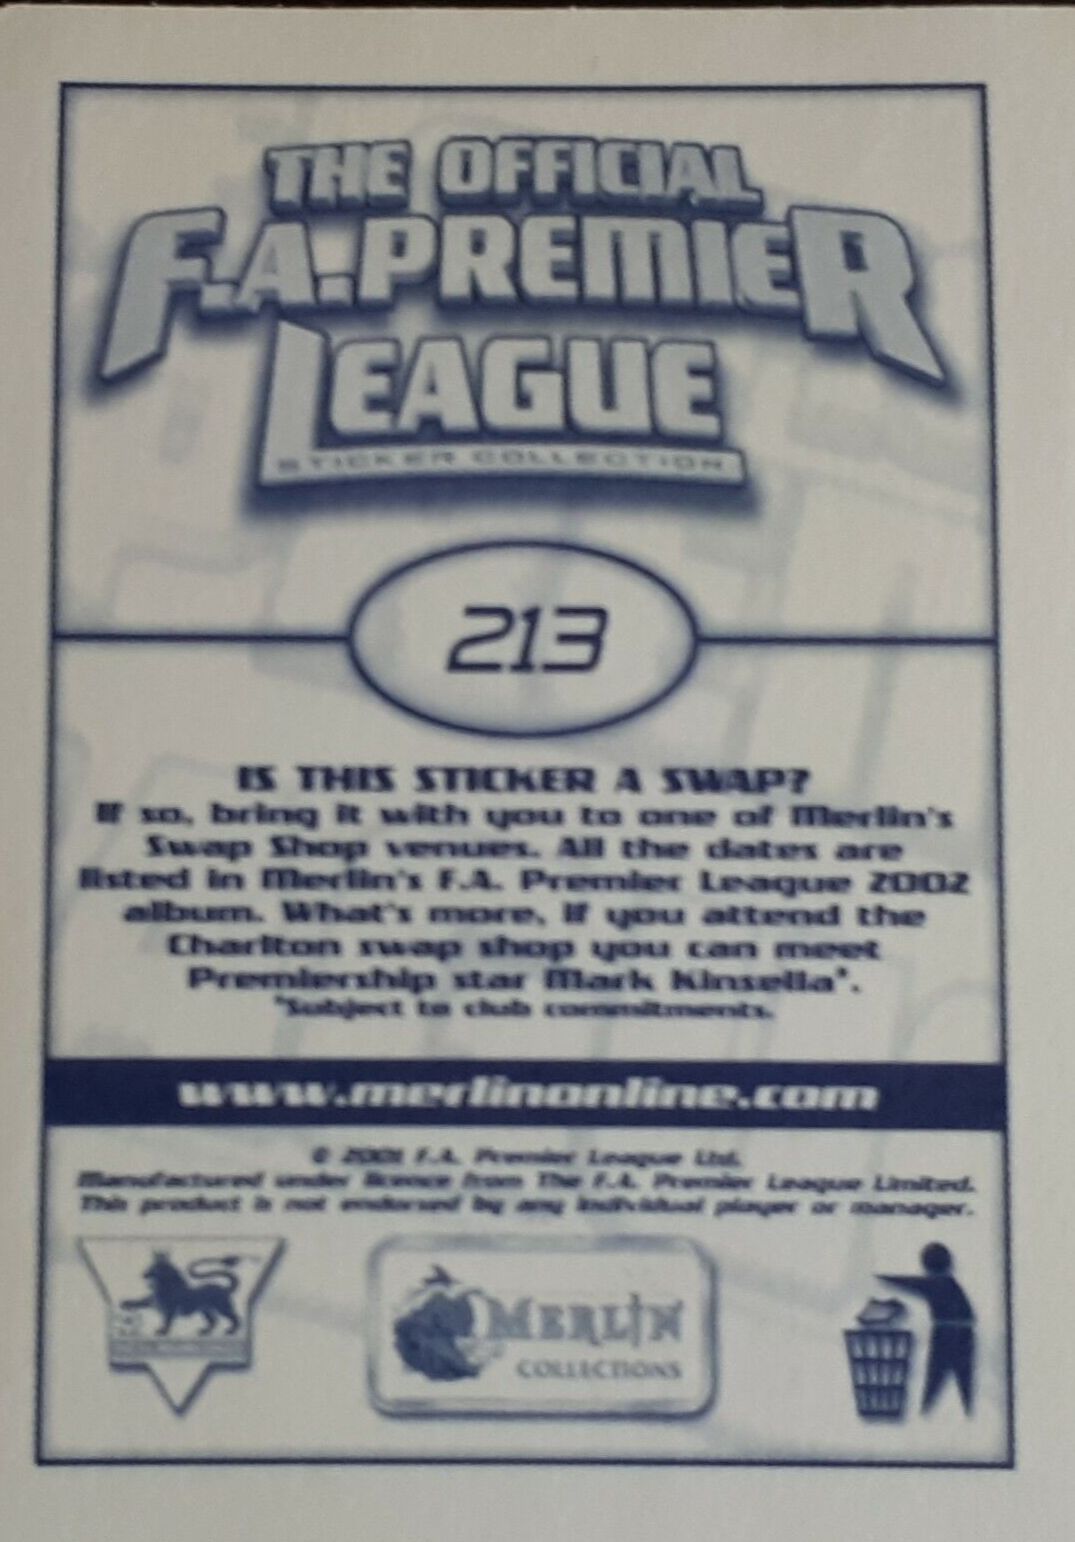 THE OFFICIAL
F.A. PREMIER
LEAGUE
STICKER COLLECTION
213
IS THIS STICKER A SWAP?
If so, bring it with you to one of Merlin's
Swap Shop venues. All the dates are
listed in Merlin's F.A. Premier League 2002
album. What's more, if you attend the
Charlton swap shop you can meet
Premiership star Mark Kinsella*.
*Subject to club commitments.
www.merlinonline.com
© 2001 F.A. Premier League Ltd.
Manufactured under licence from The F.A. Premier League Limited.
This product is not endorsed by any individual player or manager.
MERLIN
COLLECTIONS